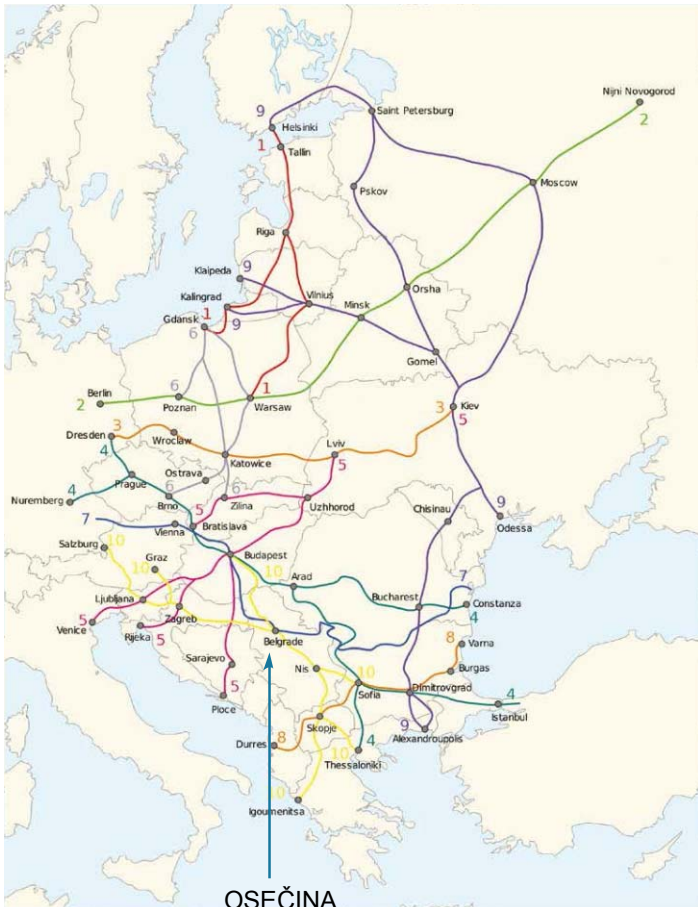 Nijni Novogorod
2
9
Helsinki
Saint Petersburg
1
Tallin
Moscow
Pskov
Riga
Klaipeda
9
Kalingrad
Vilnius
Orsha
1
Gdansk
6
9
Minsk
Gomel
Berlin
2
6
Poznan
1
Warsaw
3
Kiev
5
3
Dresden
4
Wroclaw
Lviv
5
Katowice
Ostrava
Prague
4
Nuremberg
6
Brno
6
Zilina
Uzhhorod
5
Bratislava
7
Vienna
Chisinau
9
Odessa
Salzburg
10
Graz
10
Budapest
10
Arad
7
Bucharest
Constanza
4
Ljubljana
5
Venice
Zagreb
Rijeka
5
Belgrade
8
Varna
Sarajevo
5
Ploce
Nis
10
Sofia
Burgas
Dimitrovgrad
4
Istanbul
Skopje
8
Durres
10
4
Thessaloniki
9
Alexandroupolis
10
Igoumenitsa
OSEČINA